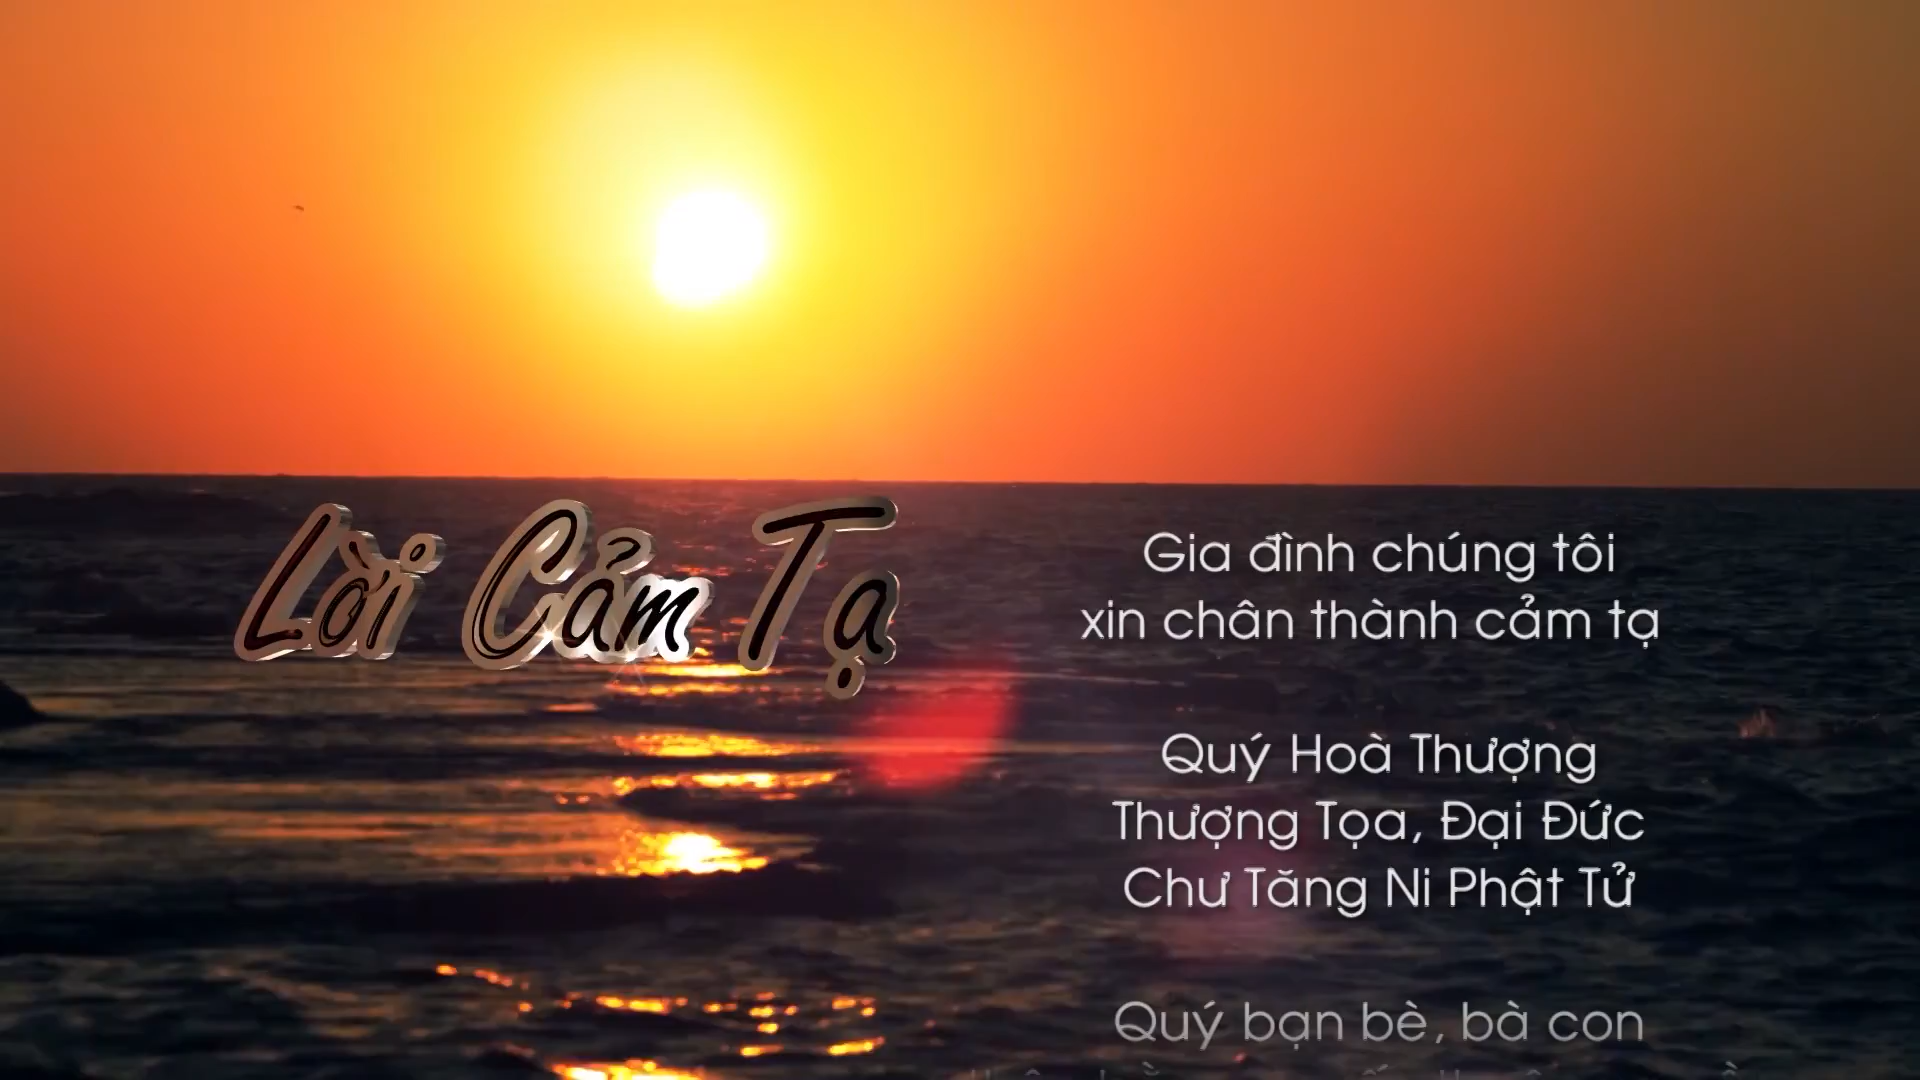 Lời Cảm Tạ
Gia đình chúng tôi
xin chân thành cảm tạ
Quý Hoà Thượng
Thượng Tọa, Đại Đức
Chư Tăng Ni Phật Tử
Quý bạn bè, bà con